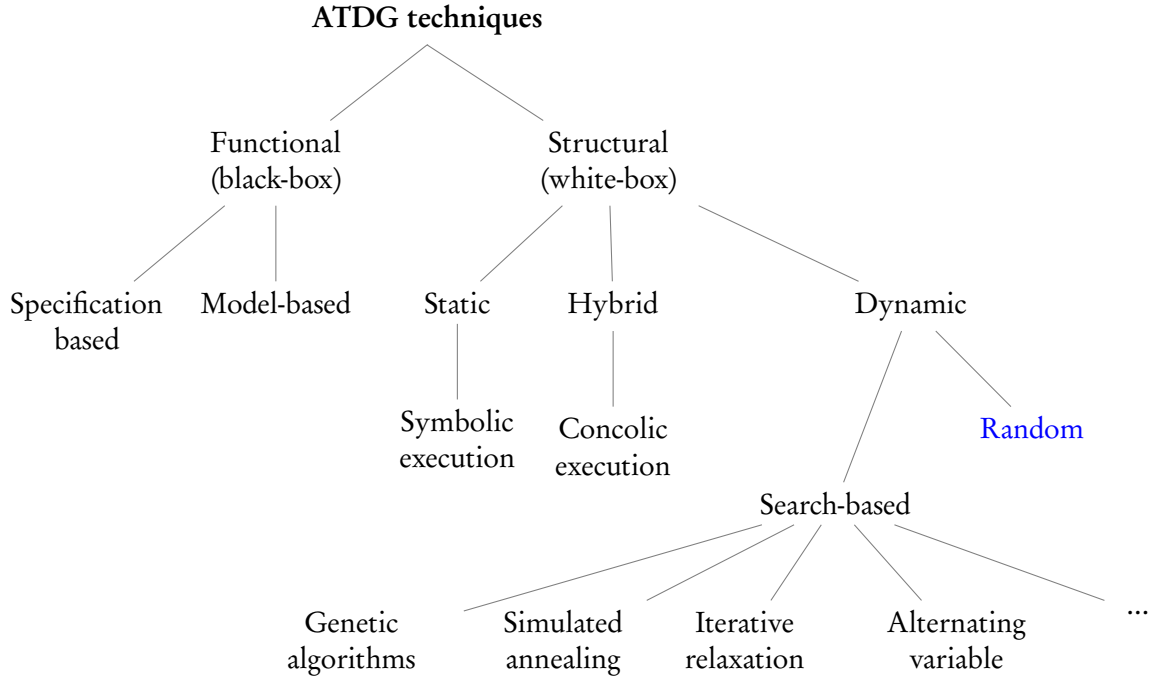 ATDG techniques
Functional
(black-box)
Structural
(white-box)
Specification
based
Model-based
Static
Hybrid
Dynamic
Symbolic
execution
Concolic
execution
Random
Search-based
Genetic
algorithms
Simulated
annealing
Iterative
relaxation
Alternating
variable
...